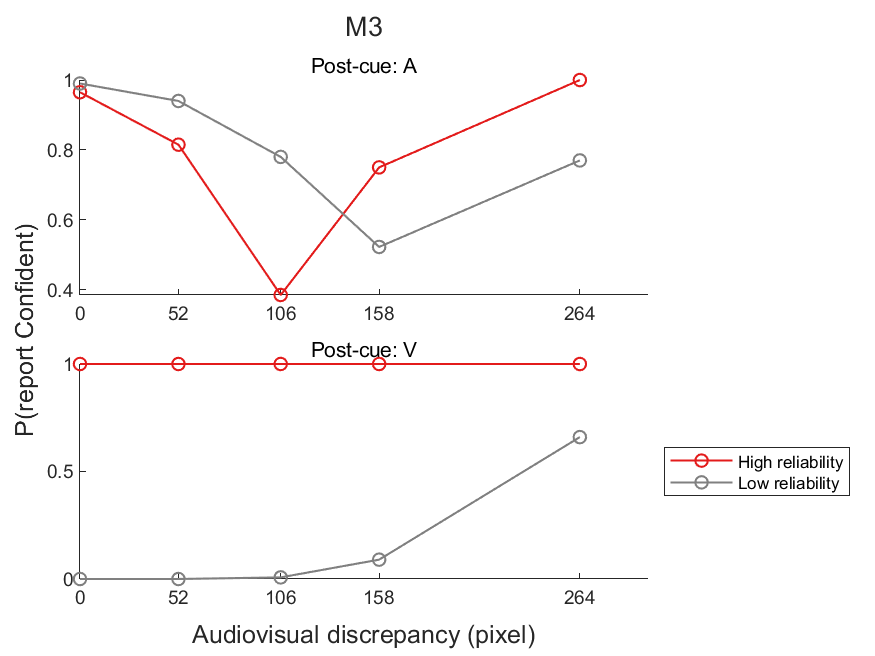 M3
Post-cue: A
1
0.8
0.6
0.4
0 52 106 158 264
P(report Confident)
Post-cue: V
1
0.5
0
0 52 106 158 264
Audiovisual discrepancy (pixel)
High reliability
Low reliability